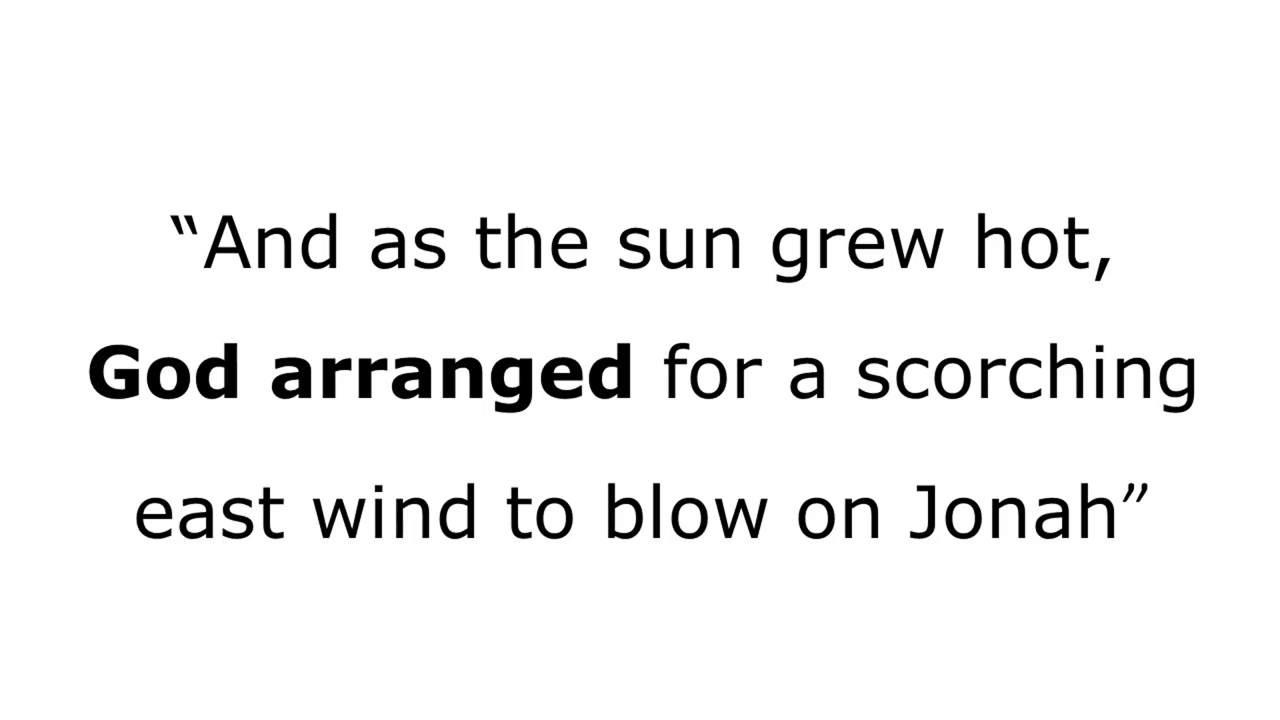 “And as the sun grew hot,
God arranged for a scorching
east wind to blow on Jonah”